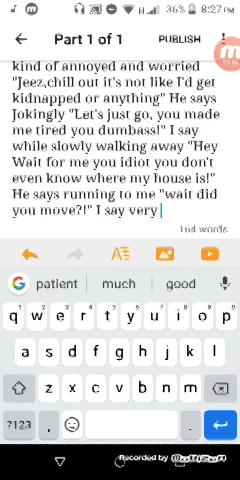 36% 8:27PM
Part 1 of 1 PUBLISH
kind of annoyed and worried
"Jeez,chill out it's not like I'd get
kidnapped or anything" He says
Jokingly "Let's just go, you made
me tired you dumbass!" I say
while slowly walking away "Hey
Wait for me you idiot you don't
even know where my house is!"
He says running to me "wait did
you move?!" I say very
164 words
patient much good
q w e r t y u i o p
a s d f g h j k l
z x c v b n m
?123 , .
Recorded by